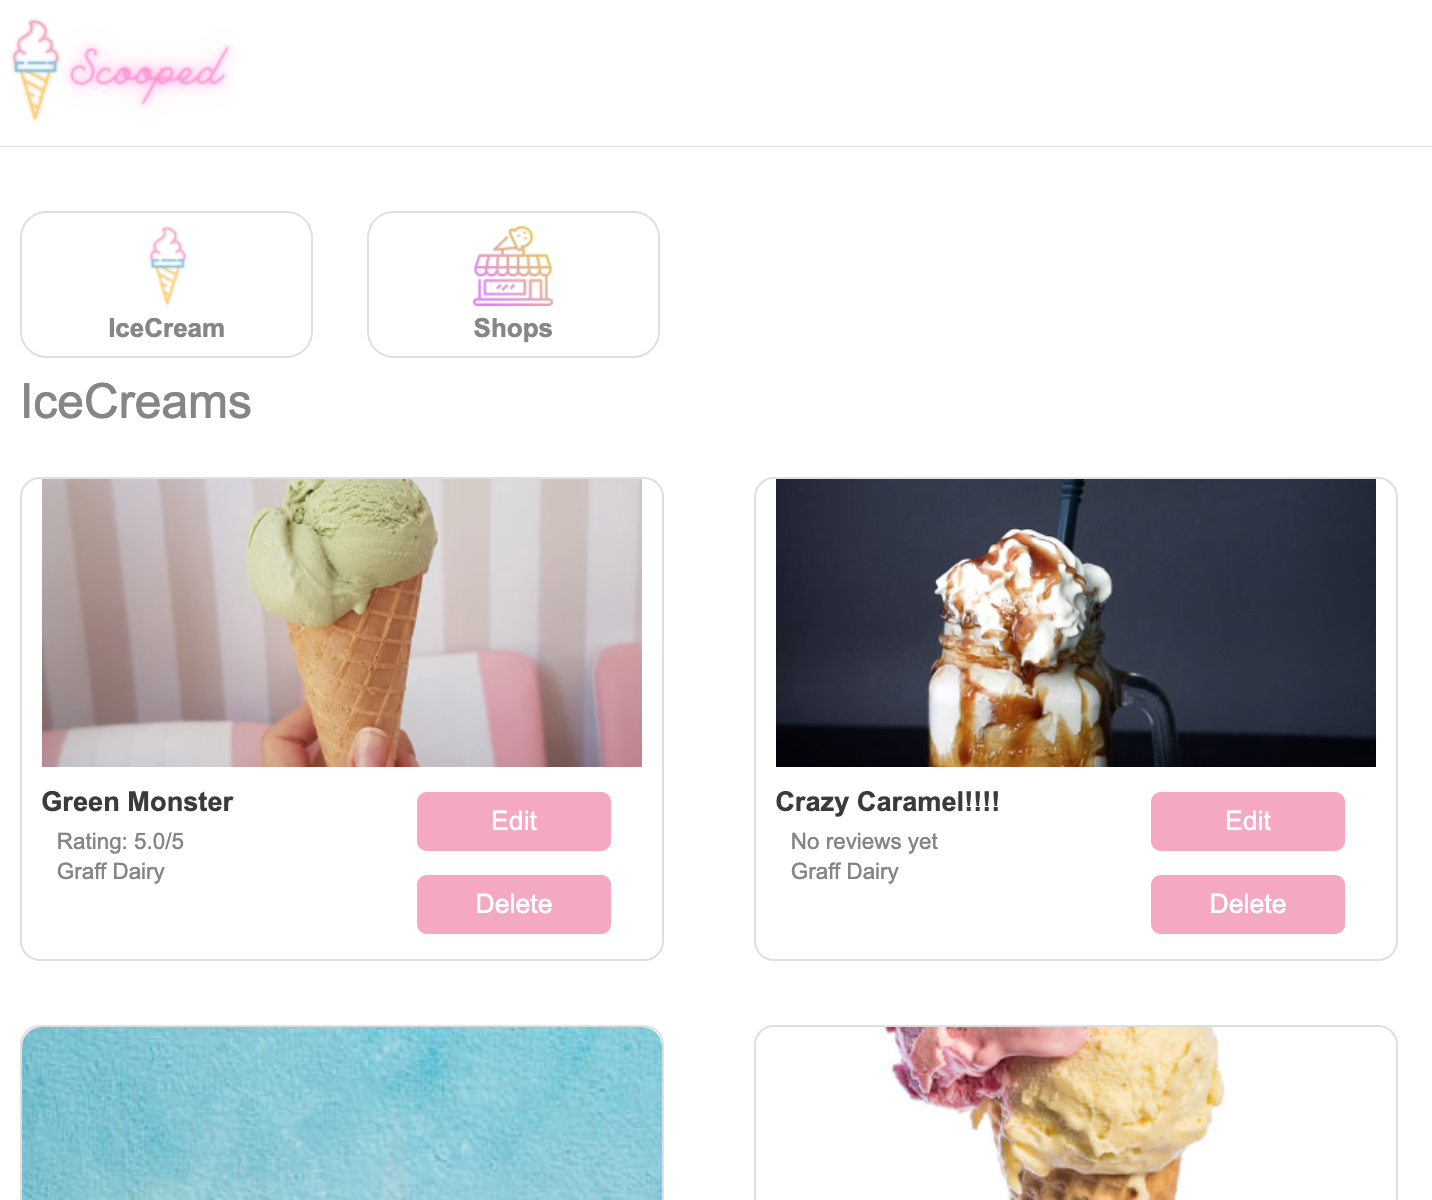 Scooped
IceCream
Shops
IceCreams
Green Monster
Rating: 5.0/5
Graff Dairy
Edit
Delete
Crazy Caramel!!!!
No reviews yet
Graff Dairy
Edit
Delete